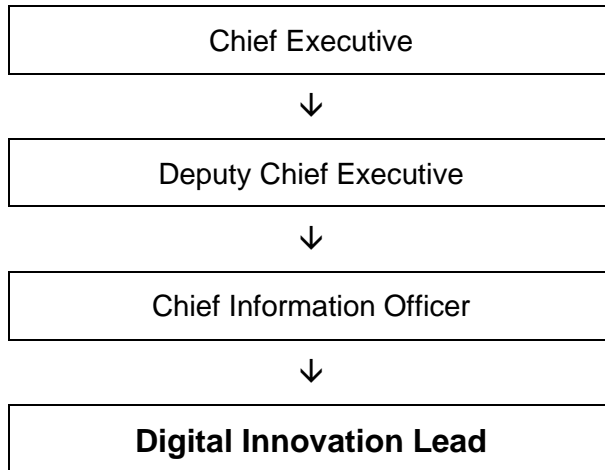 Chief Executive
↓
Deputy Chief Executive
↓
Chief Information Officer
↓
Digital Innovation Lead